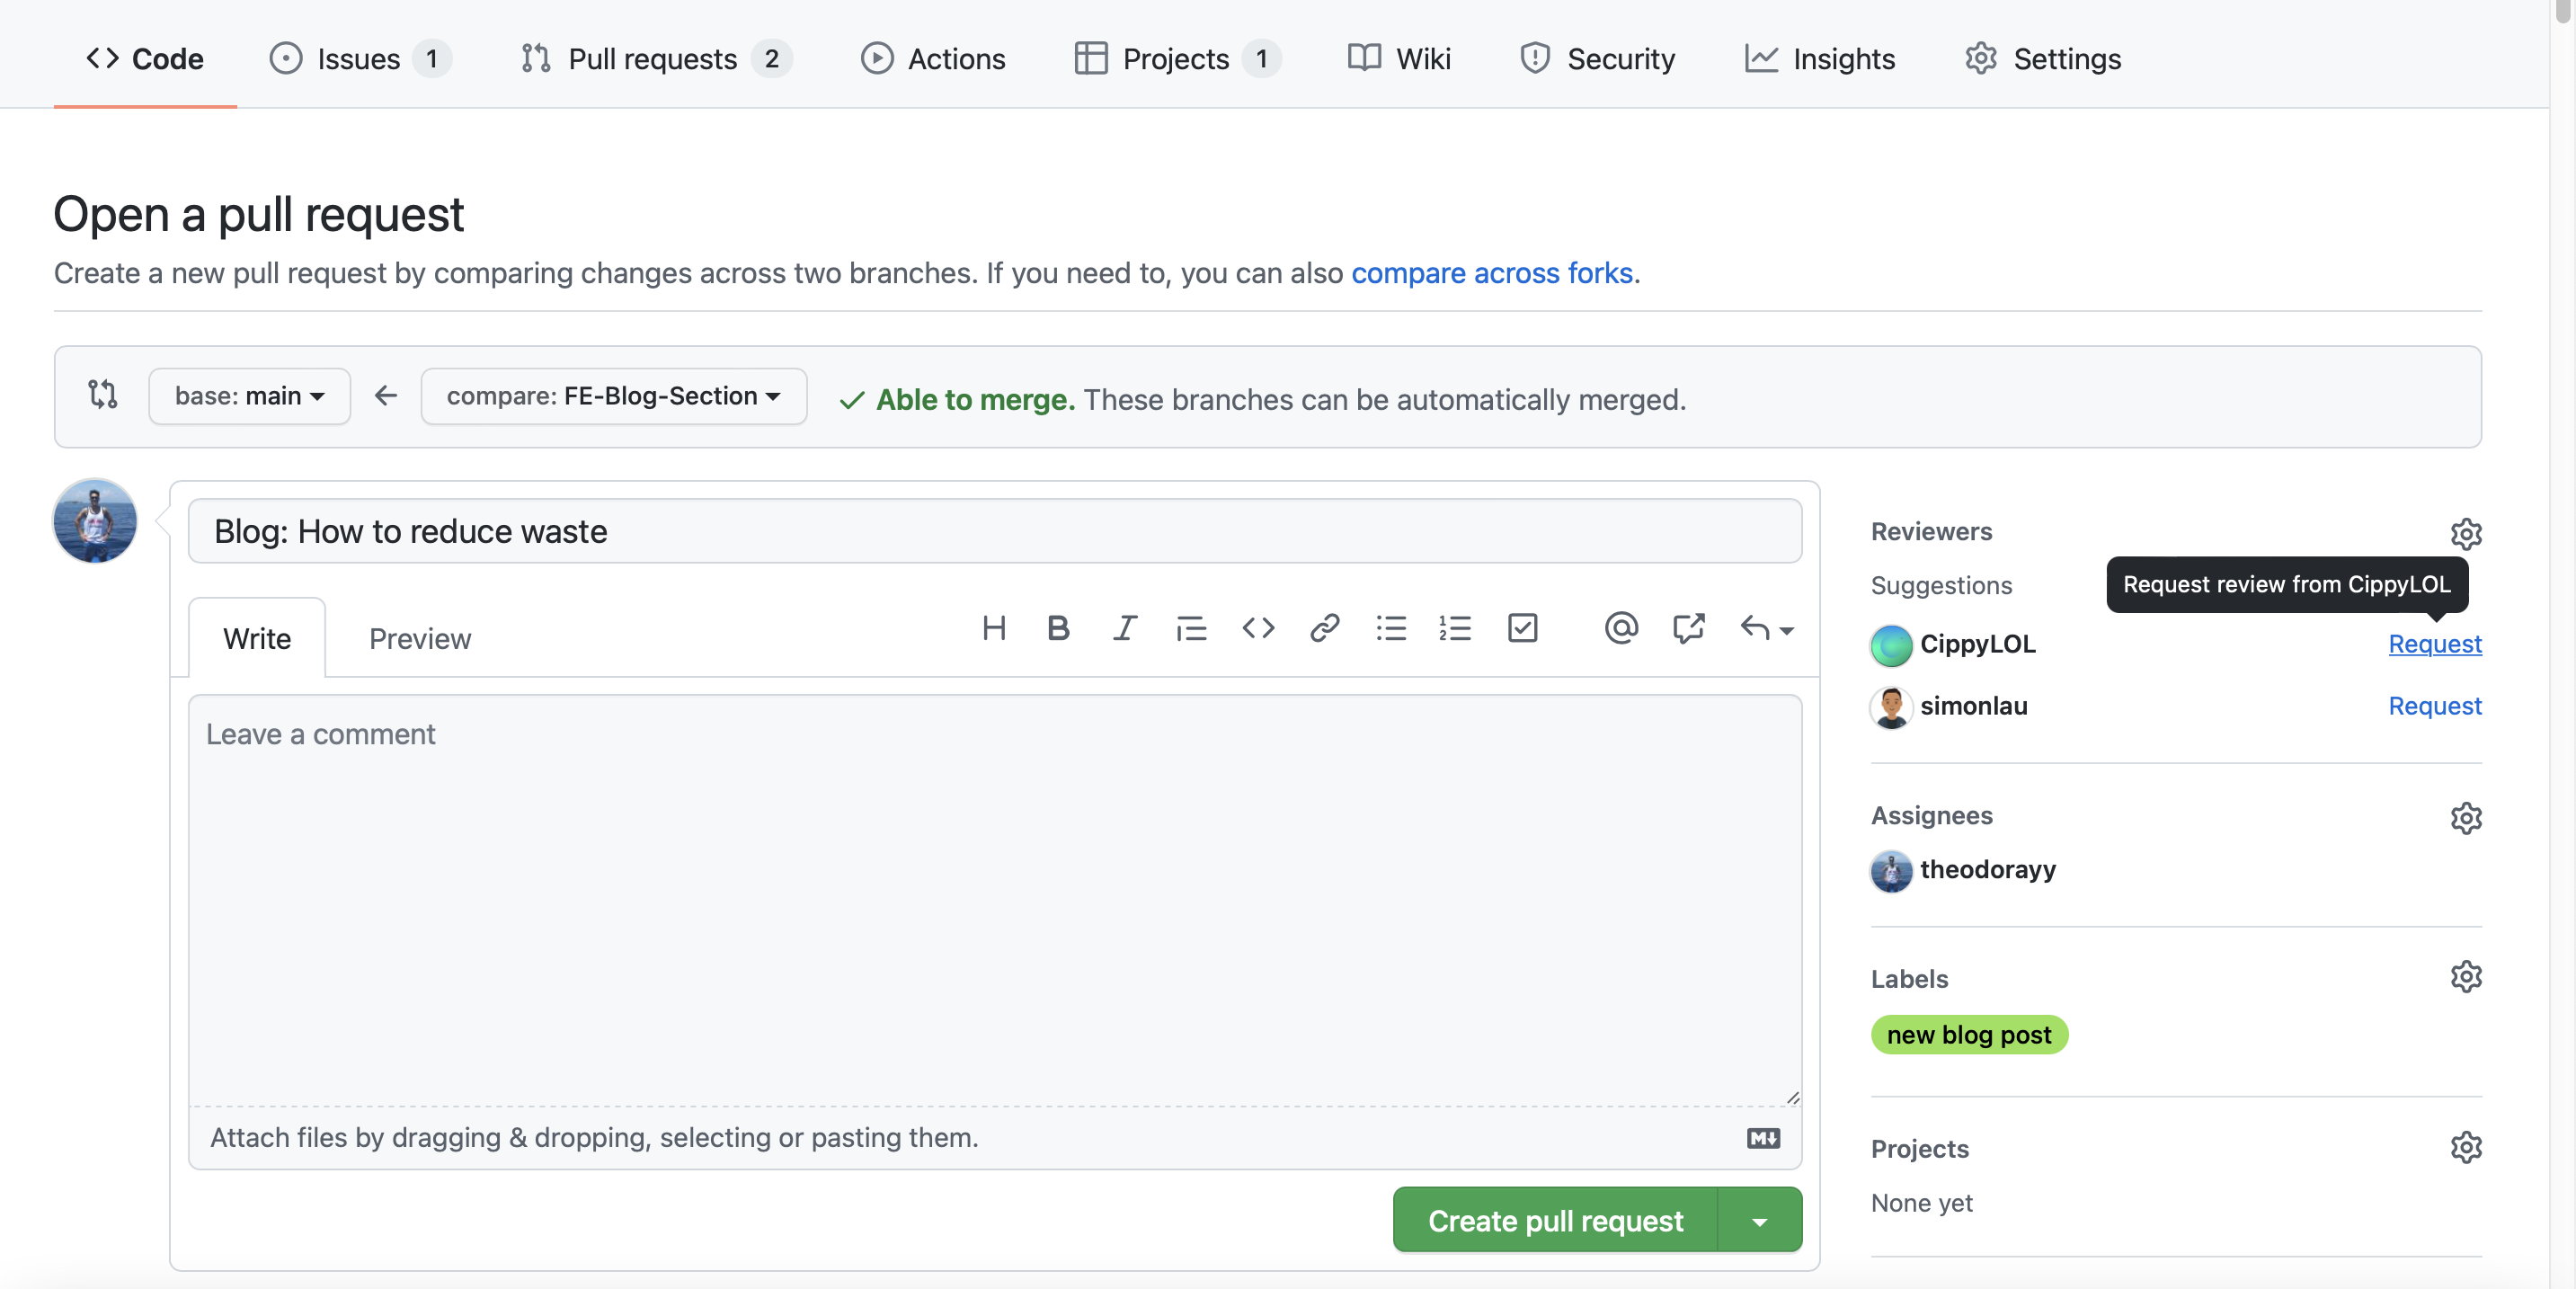 Code Issues 1 Pull requests 2 Actions Projects 1 Wiki Security Insights Settings
Open a pull request
Create a new pull request by comparing changes across two branches. If you need to, you can also compare across forks.
base: main compare: FE-Blog-Section Able to merge. These branches can be automatically merged.
Blog: How to reduce waste
Write Preview
Leave a comment
Attach files by dragging & dropping, selecting or pasting them.
Create pull request
Reviewers
Suggestions
Request review from CippyLOL
CippyLOL Request
simonlau Request
Assignees
theodorayy
Labels
new blog post
Projects
None yet